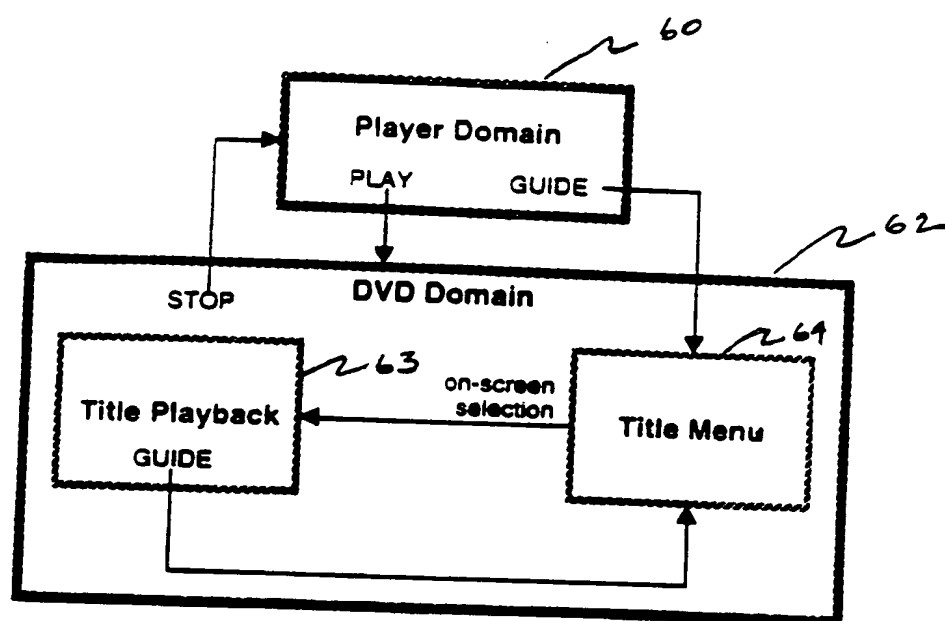 60
Player Domain
PLAY
GUIDE
62
STOP
DVD Domain
64
63
on-screen
selection
Title Playback
Title Menu
GUIDE